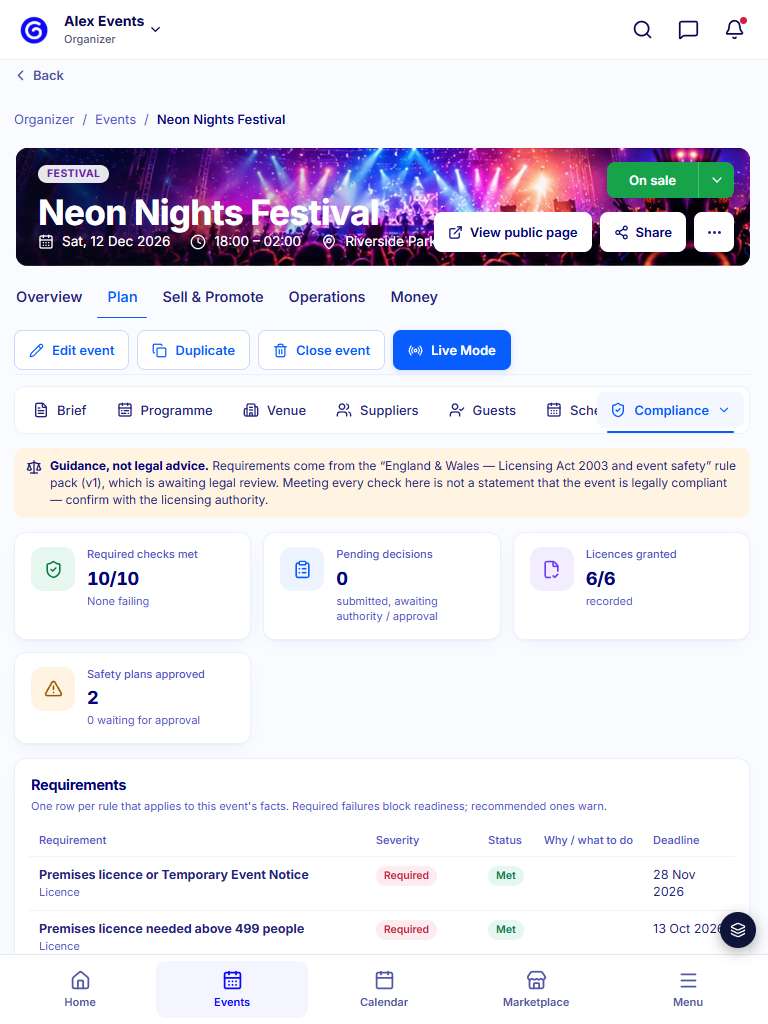 Alex Events
Organizer
Back
Organizer / Events / Neon Nights Festival
FESTIVAL
On sale
Neon Nights Festival
Sat, 12 Dec 2026 18:00 – 02:00 Riverside Park
View public page Share
Overview Plan Sell & Promote Operations Money
Edit event Duplicate Close event Live Mode
Brief Programme Venue Suppliers Guests Sche Compliance
Guidance, not legal advice. Requirements come from the “England & Wales — Licensing Act 2003 and event safety” rule
pack (v1), which is awaiting legal review. Meeting every check here is not a statement that the event is legally compliant
— confirm with the licensing authority.
Required checks met
10/10
None failing
Pending decisions
0
submitted, awaiting
authority / approval
Licences granted
6/6
recorded
Safety plans approved
2
0 waiting for approval
Requirements
One row per rule that applies to this event's facts. Required failures block readiness; recommended ones warn.
Requirement Severity Status Why / what to do Deadline
Premises licence or Temporary Event Notice Required Met 28 Nov
2026
Licence
Premises licence needed above 499 people Required Met 13 Oct 2026
Licence
Home Events Calendar Marketplace Menu